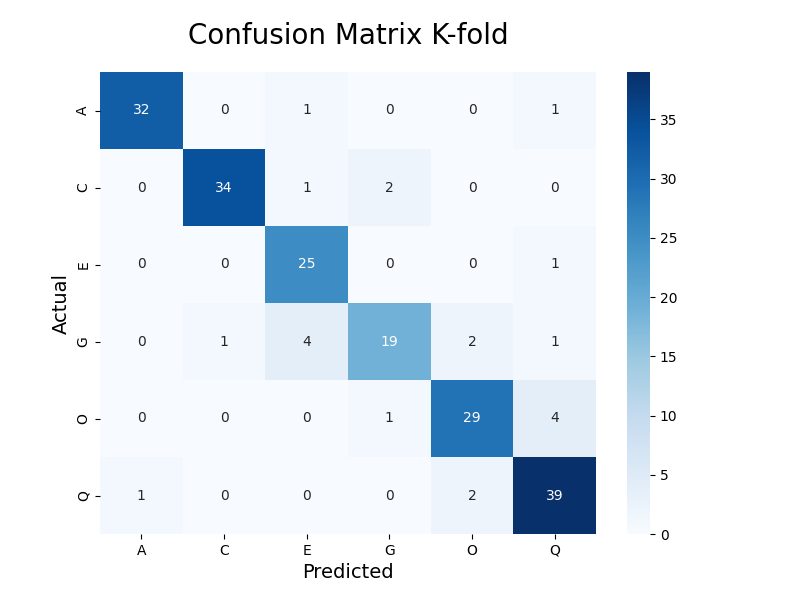 Confusion Matrix K-fold
A 32 0 1 0 0 1
C 0 34 1 2 0 0
E 0 0 25 0 0 1
G 0 1 4 19 2 1
O 0 0 0 1 29 4
Q 1 0 0 0 2 39
A C E G O Q
Predicted
Actual
35
30
25
20
15
10
5
0